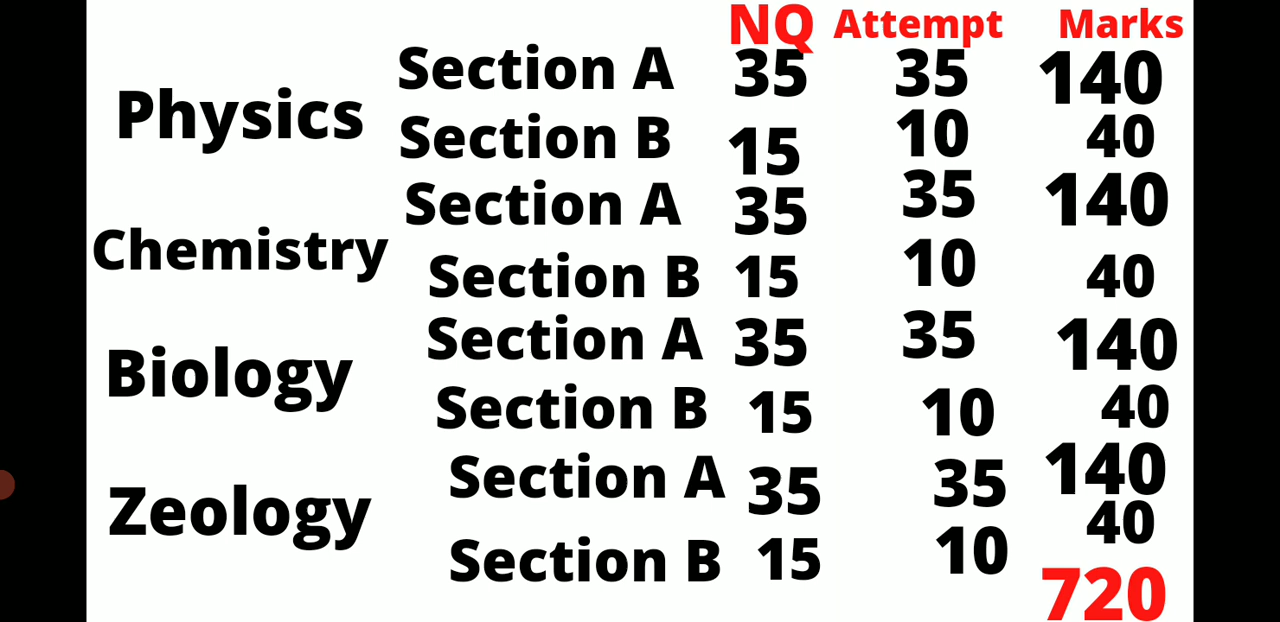 NQ Attempt Marks
Physics Section A 35 35 140
Section B 15 10 40
Chemistry Section A 35 35 140
Section B 15 10 40
Biology Section A 35 35 140
Section B 15 10 40
Zeology Section A 35 35 140
Section B 15 10 40
720